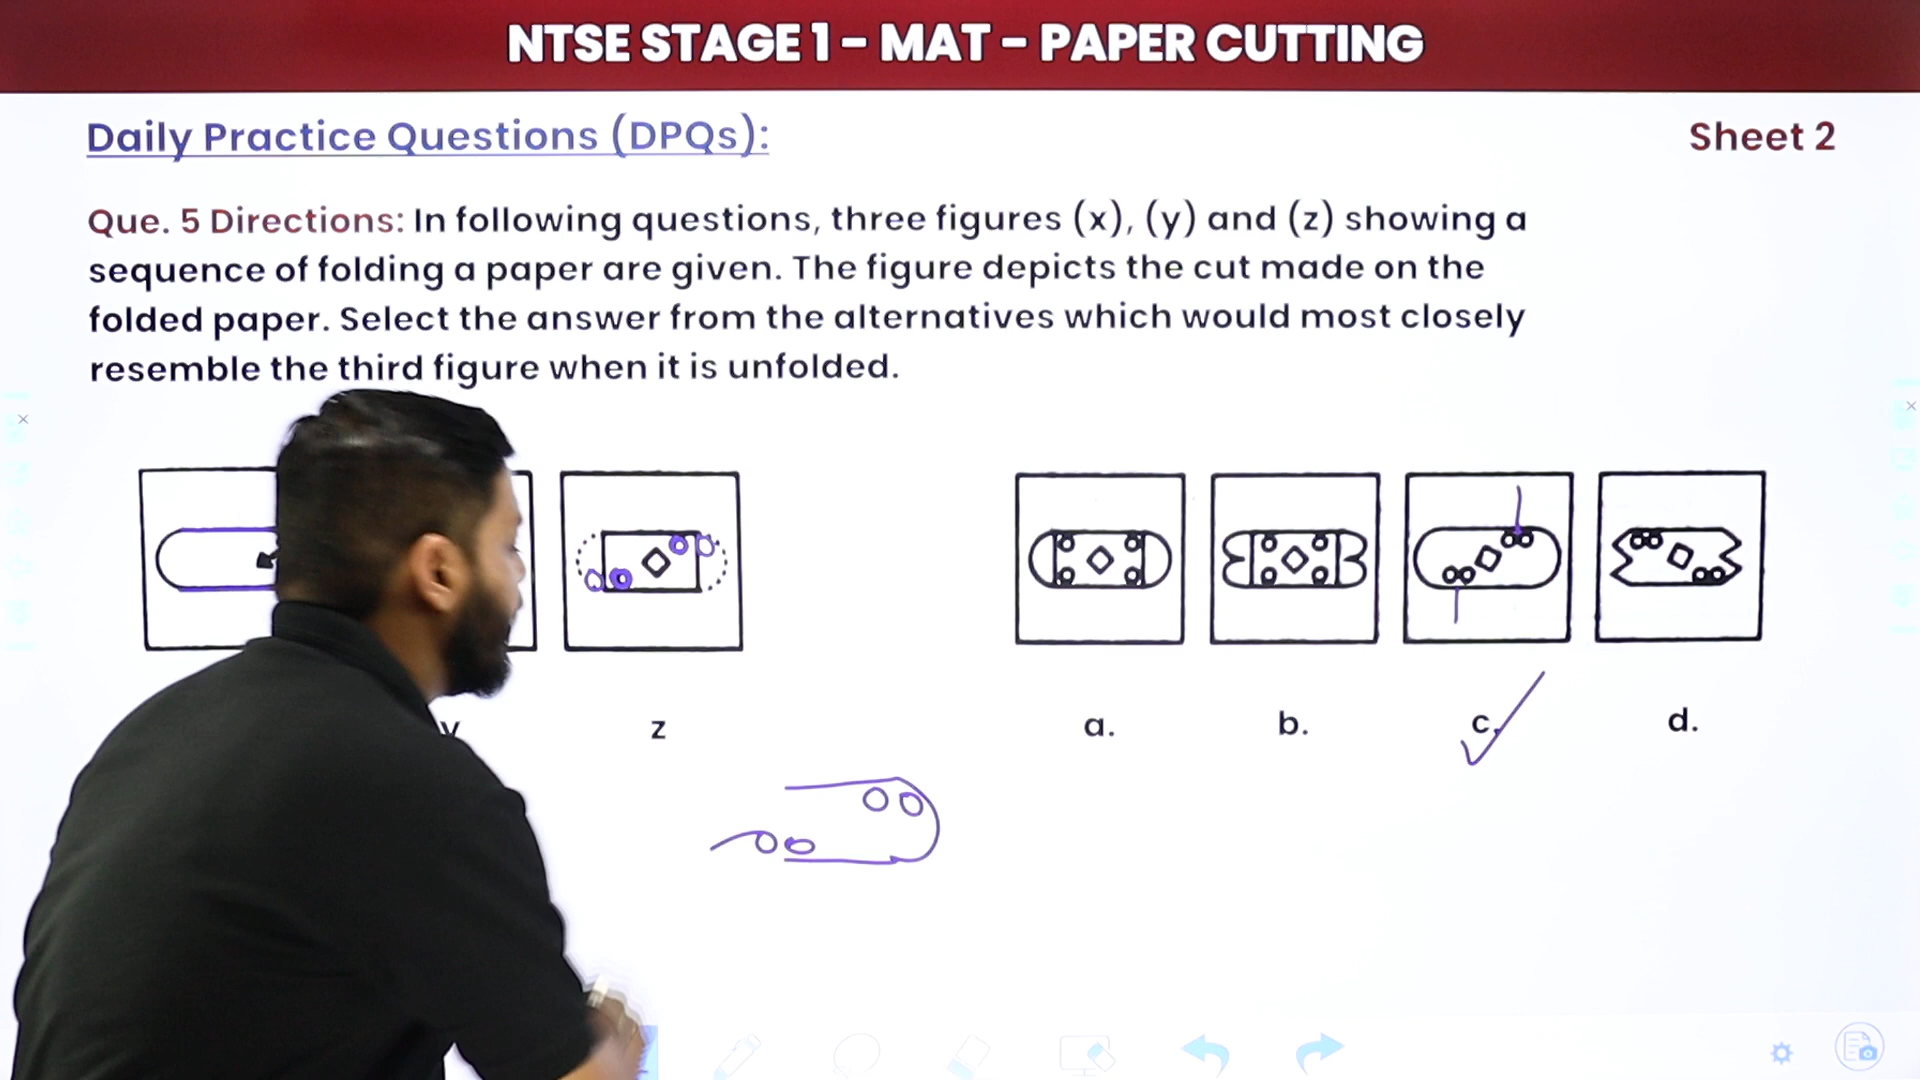 NTSE STAGE 1 – MAT – PAPER CUTTING
Daily Practice Questions (DPQs):
Sheet 2
Que. 5 Directions: In following questions, three figures (x), (y) and (z) showing a
sequence of folding a paper are given. The figure depicts the cut made on the
folded paper. Select the answer from the alternatives which would most closely
resemble the third figure when it is unfolded.
y z a. b. c. d.